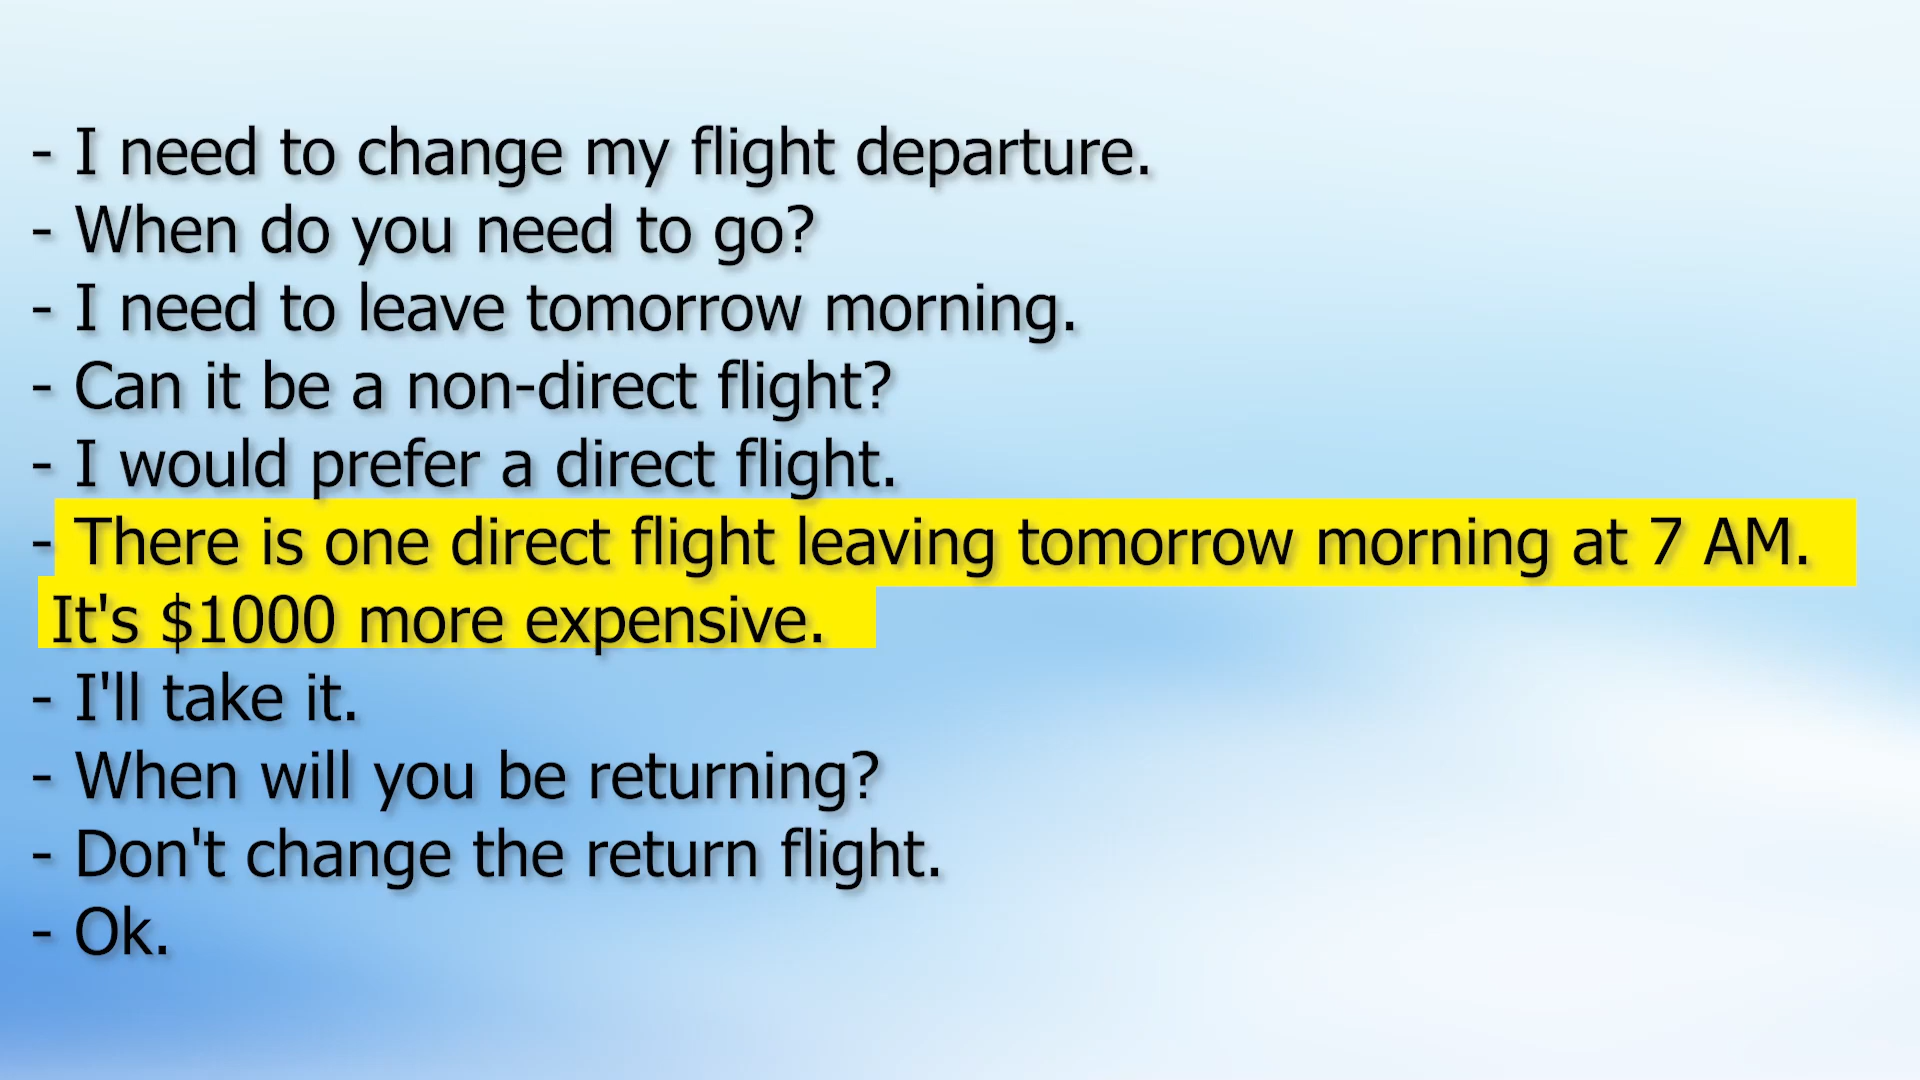 - I need to change my flight departure.
- When do you need to go?
- I need to leave tomorrow morning.
- Can it be a non-direct flight?
- I would prefer a direct flight.
- There is one direct flight leaving tomorrow morning at 7 AM.
It's $1000 more expensive.
- I'll take it.
- When will you be returning?
- Don't change the return flight.
- Ok.